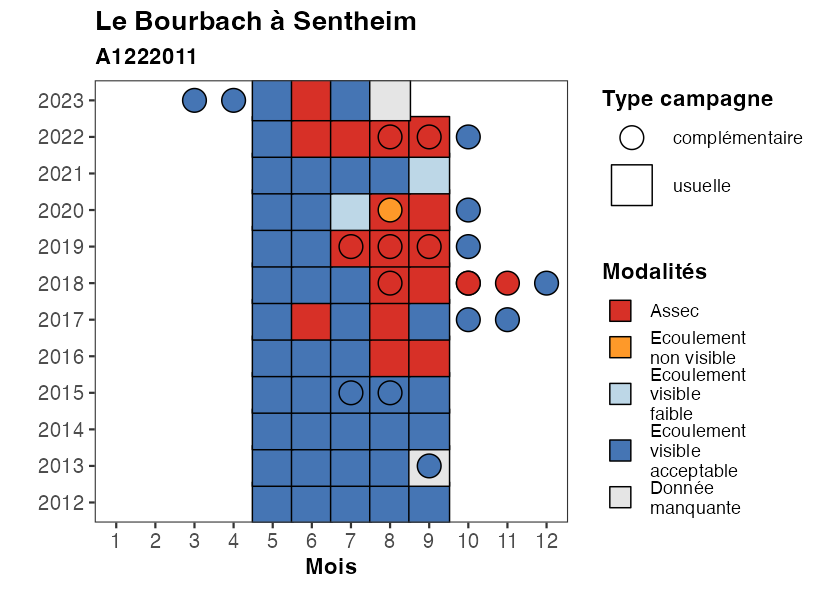 Le Bourbach à Sentheim
A1222011
2023
2022
2021
2020
2019
2018
2017
2016
2015
2014
2013
2012
1 2 3 4 5 6 7 8 9 10 11 12
Mois
Type campagne
complémentaire
usuelle
Modalités
Assec
Ecoulement
non visible
Ecoulement
visible
faible
Ecoulement
visible
acceptable
Donnée
manquante